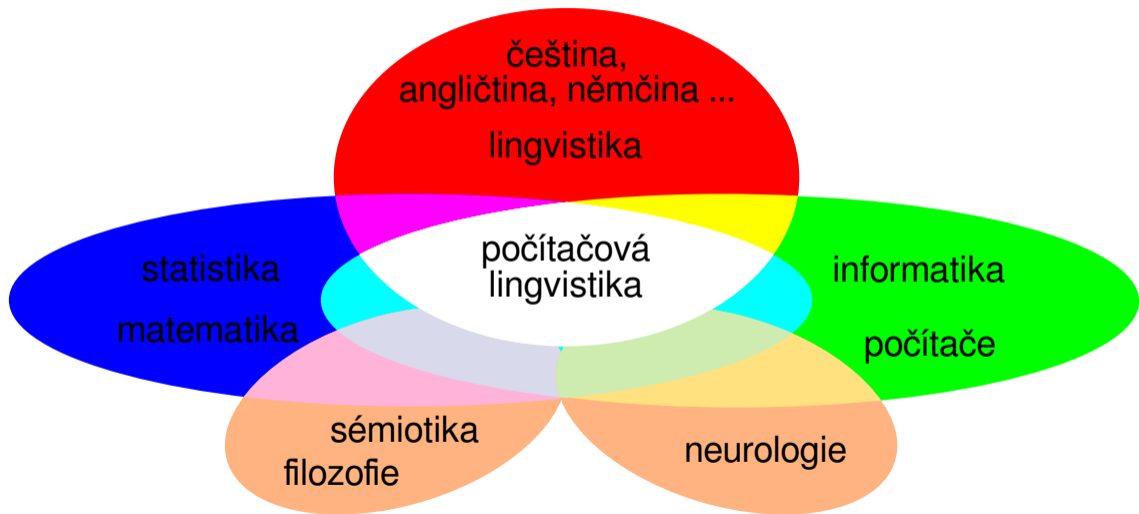 čeština,
angličtina, němčina ...
lingvistika
počítačová
lingvistika
statistika
matematika
informatika
počítače
sémiotika
filozofie
neurologie